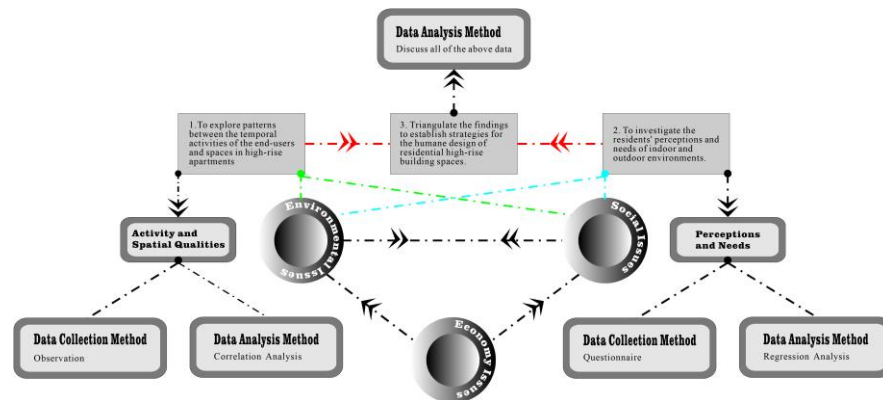 Data Analysis Method
Discuss all of the above data
1.To explore patterns
between the temporal
activities of the end-users
and spaces in high-rise
apartments
3. Triangulate the findings
to establish strategies for
the humane design of
residential high-rise
building spaces.
2. To investigate the
residents' perceptions and
needs of indoor and
outdoor environments.
Activity and
Spatial Qualities
Environmental Issues
Social Issues
Perceptions
and Needs
Data Collection Method
Observation
Data Analysis Method
Correlation Analysis
Economy Issues
Data Collection Method
Questionnaire
Data Analysis Method
Regression Analysis